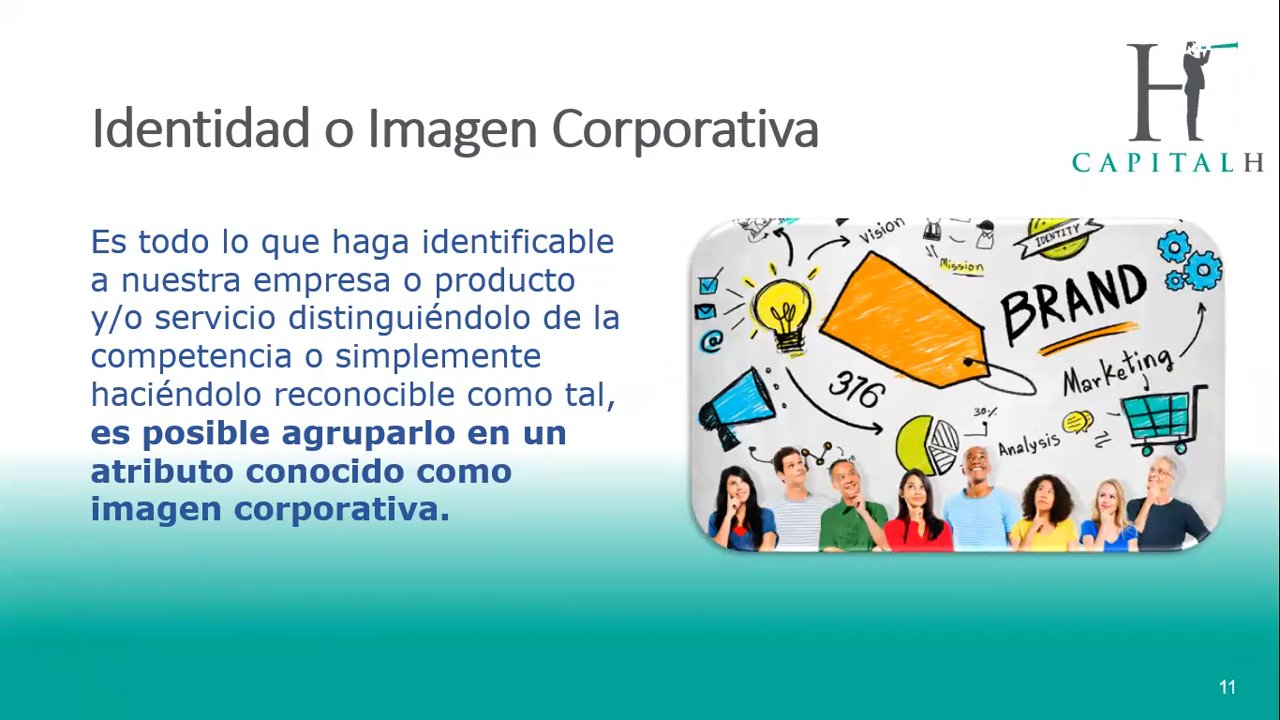 Identidad o Imagen Corporativa
CAPITALH
Es todo lo que haga identificable
a nuestra empresa o producto
y/o servicio distinguiéndolo de la
competencia o simplemente
haciéndolo reconocible como tal,
es posible agruparlo en un
atributo conocido como
imagen corporativa.
vision
Mission
IDENTITY
BRAND
@
376
Marketing
30%
Analysis
11